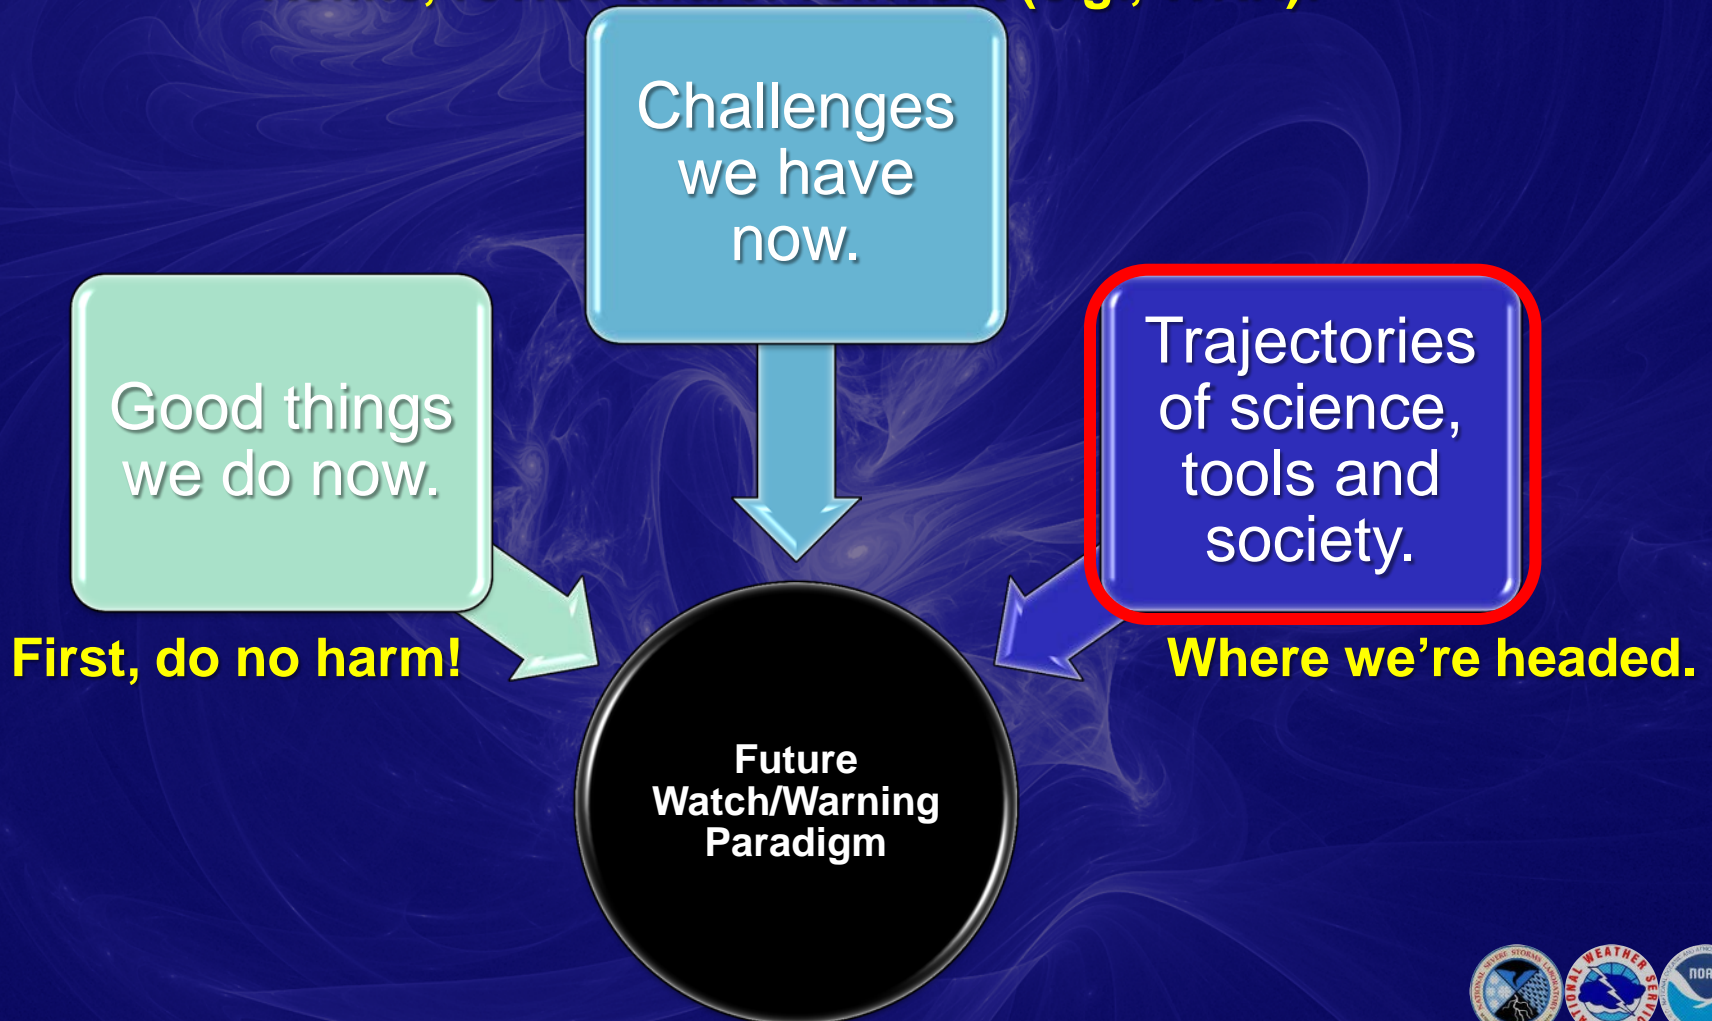 Challenges
we have
now.
Good things
we do now.
Trajectories
of science,
tools and
society.
First, do no harm!
Where we’re headed.
Future
Watch/Warning
Paradigm